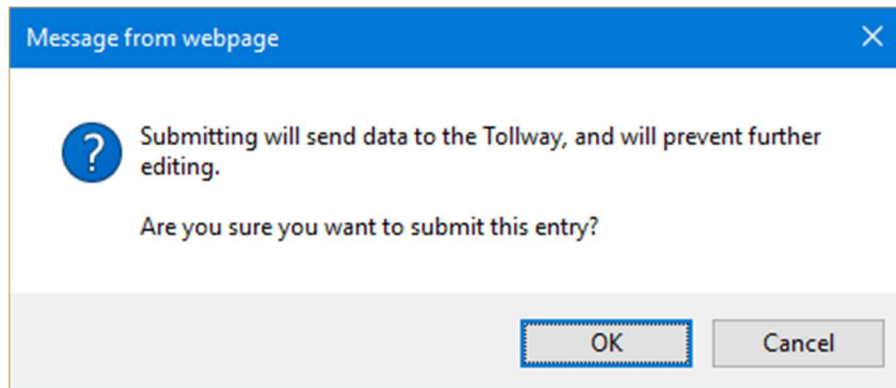 Message from webpage
Submitting will send data to the Tollway, and will prevent further
editing.
Are you sure you want to submit this entry?
OK Cancel